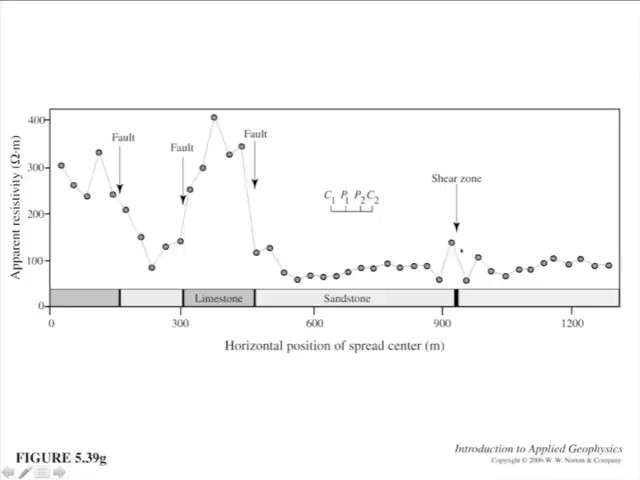 400
300
200
100
0
Apparent resistivity (Ω·m)
Fault
Fault
Fault
C1 P1 P2 C2
Shear zone
Limestone
Sandstone
0 300 600 900 1200
Horizontal position of spread center (m)
FIGURE 5.39g
Introduction to Applied Geophysics
Copyright © 2006 W. W. Norton & Company